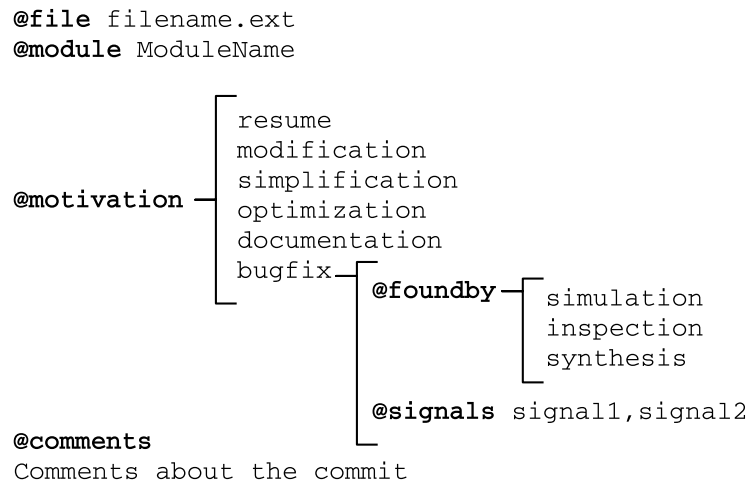 @file filename.ext
@module ModuleName
@motivation
resume
modification
simplification
optimization
documentation
bugfix
@foundby
simulation
inspection
synthesis
@signals signal1,signal2
@comments
Comments about the commit